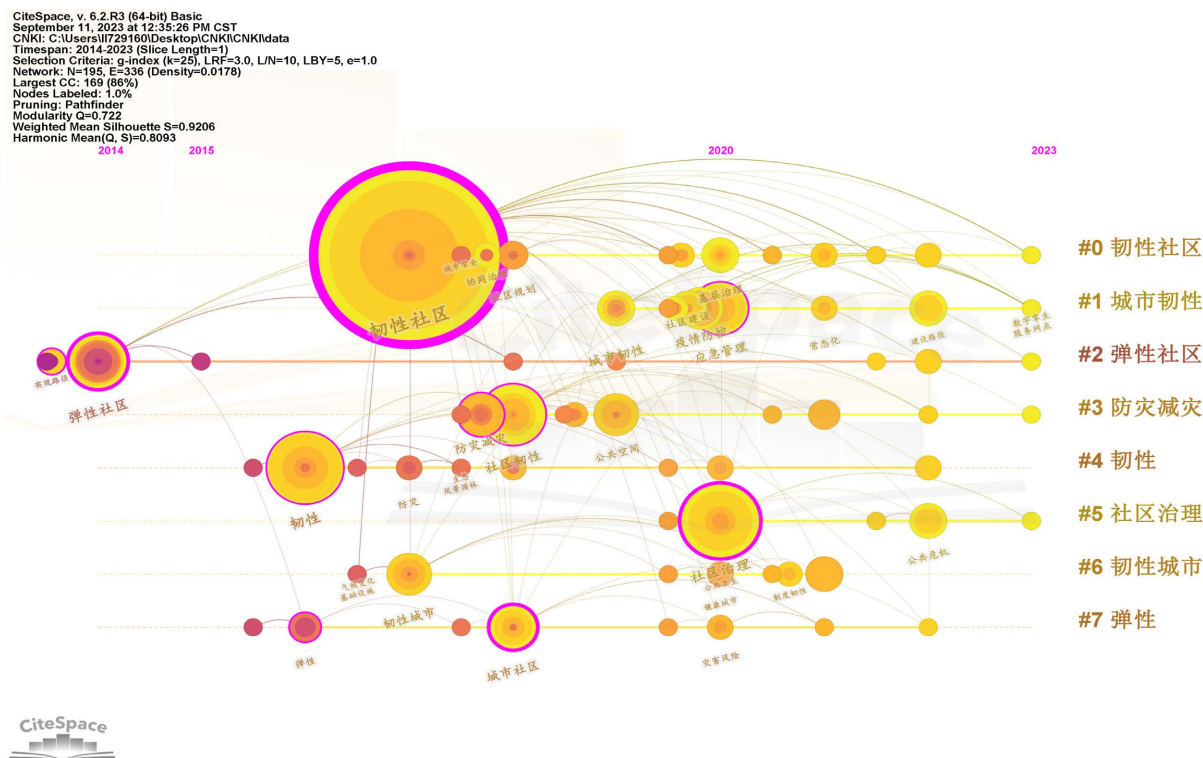 CiteSpace, v. 6.2.R3 (64-bit) Basic
September 11, 2023 at 12:35:26 PM CST
CNKI: C:\Users\ll729160\Desktop\CNKI\CNKI\data
Timespan: 2014-2023 (Slice Length=1)
Selection Criteria: g-index (k=25), LRF=3.0, L/N=10, LBY=5, e=1.0
Network: N=195, E=336 (Density=0.0178)
Largest CC: 169 (86%)
Nodes Labeled: 1.0%
Pruning: Pathfinder
Modularity Q=0.722
Weighted Mean Silhouette S=0.9206
Harmonic Mean(Q, S)=0.8093
2014 2015 2020 2023
#0 韧性社区
城市安全
协同治
社区规划
韧性社区
#1 城市韧性
基层治理
社区建设
疫情防控
应急管理
城市韧性
常态化
建设路径
数字孪生
服务网点
#2 弹性社区
实现路径
弹性社区
#3 防灾减灾
防灾减灾
社区韧性
公共空间
#4 韧性
韧性
防灾
生态
风景园林
#5 社区治理
社区治理
公共危机
#6 韧性城市
气候变化
基础设施
韧性城市
公共卫生
健康城市
制度韧性
#7 弹性
弹性
城市社区
灾害风险
CiteSpace